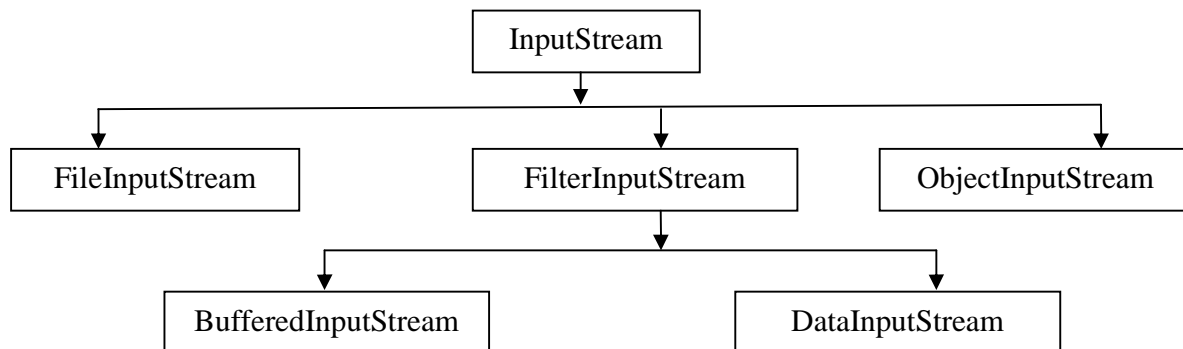 InputStream
FileInputStream
FilterInputStream
ObjectInputStream
BufferedInputStream
DataInputStream